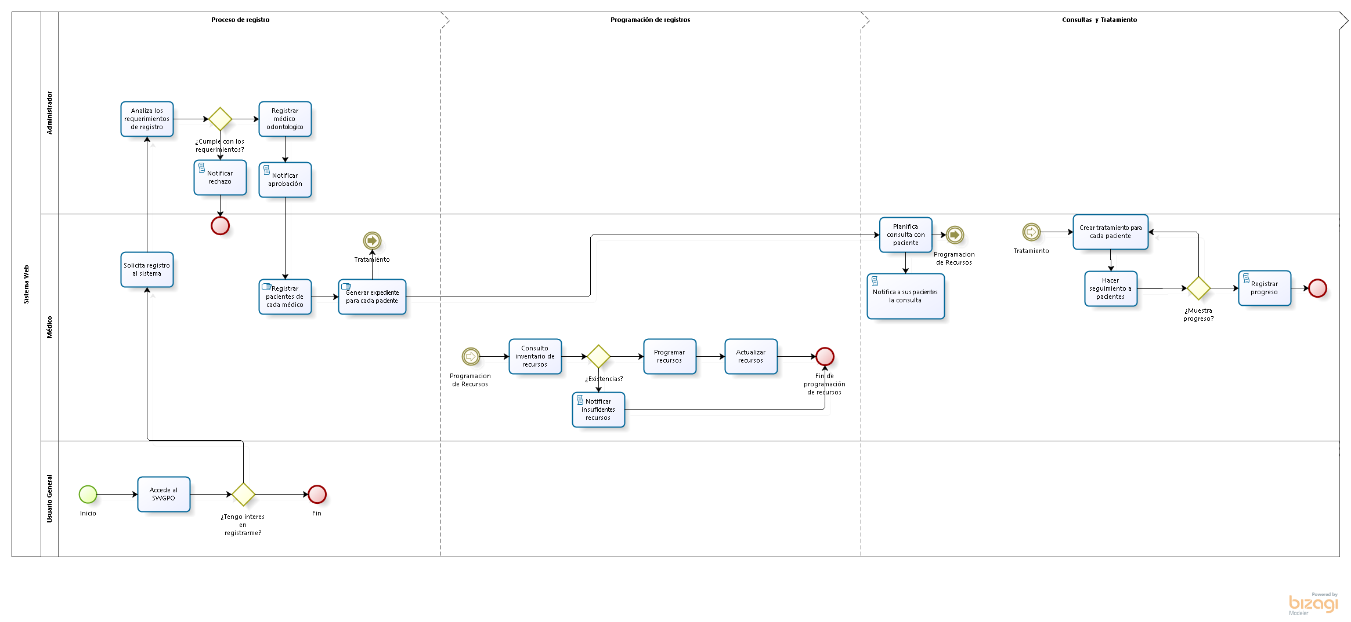 Proceso de registro
Programación de registros
Consultas y Tratamiento
Sistema Web
Administrador
Analiza los
requerimientos
de registro
¿Cumple con los
requerimientos?
Registrar
médico
odontologico
Notificar
rechazo
Notificar
aprobación
Médico
Solicita registro
al sistema
Tratamiento
Registrar
pacientes de
cada médico
Generar expediente
para cada paciente
Programacion
de Recursos
Consulto
inventario de
recursos
¿Existencias?
Programar
recursos
Actualizar
recursos
Fin de
programación
de recursos
Notificar
insuficientes
recursos
Planifica
consulta con
paciente
Programacion
de Recursos
Notifica a sus paciente
la consulta
Tratamiento
Crear tratamiento para
cada paciente
Hacer
seguimiento a
pacientes
¿Muestra
progreso?
Registrar
progreso
Usuario General
Inicio
Accede al
SWGPO
¿Tengo interes
en
registrarme?
Fin
Powered by
bizagi
Modeler